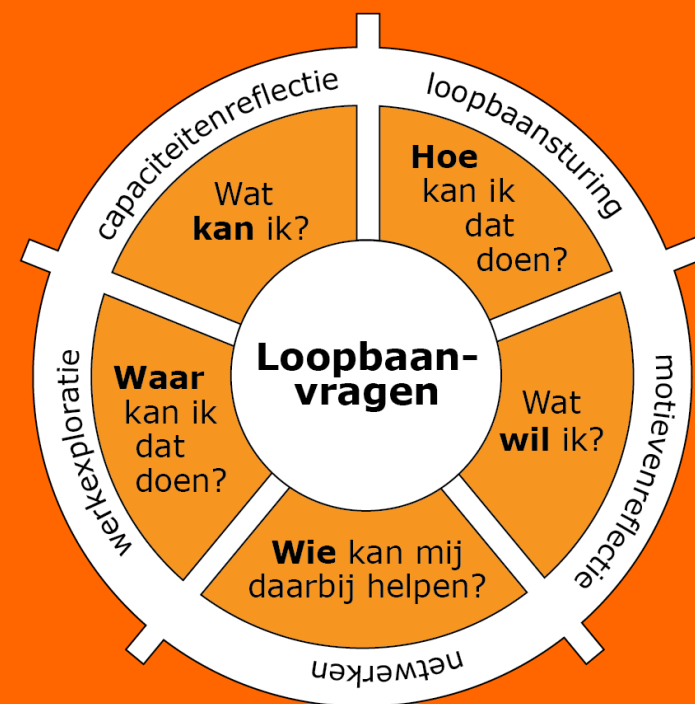 capaciteitenreflectie
loopbaansturing
Wat
kan ik?
Hoe
kan ik
dat
doen?
Loopbaan-
vragen
Waar
kan ik
dat
doen?
Wat
wil ik?
Wie kan mij
daarbij helpen?
werkexploratie
motievenreflectie
netwerken